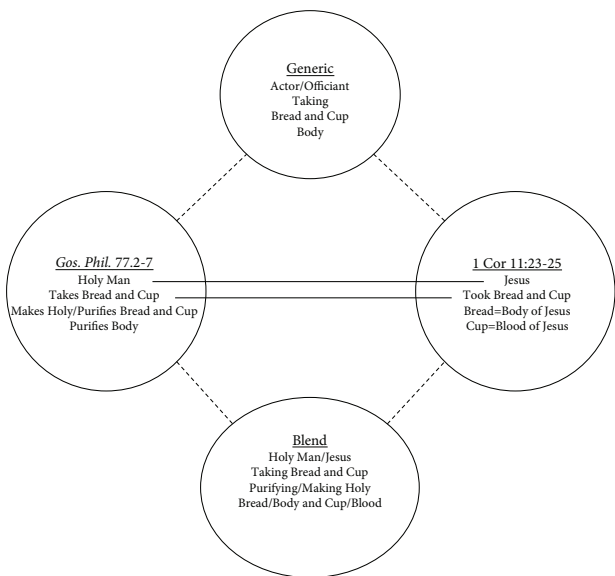 Generic
Actor/Officiant
Taking
Bread and Cup
Body
Gos. Phil. 77.2-7
Holy Man
Takes Bread and Cup
Makes Holy/Purifies Bread and Cup
Purifies Body
1 Cor 11:23-25
Jesus
Took Bread and Cup
Bread=Body of Jesus
Cup=Blood of Jesus
Blend
Holy Man/Jesus
Taking Bread and Cup
Purifying/Making Holy
Bread/Body and Cup/Blood